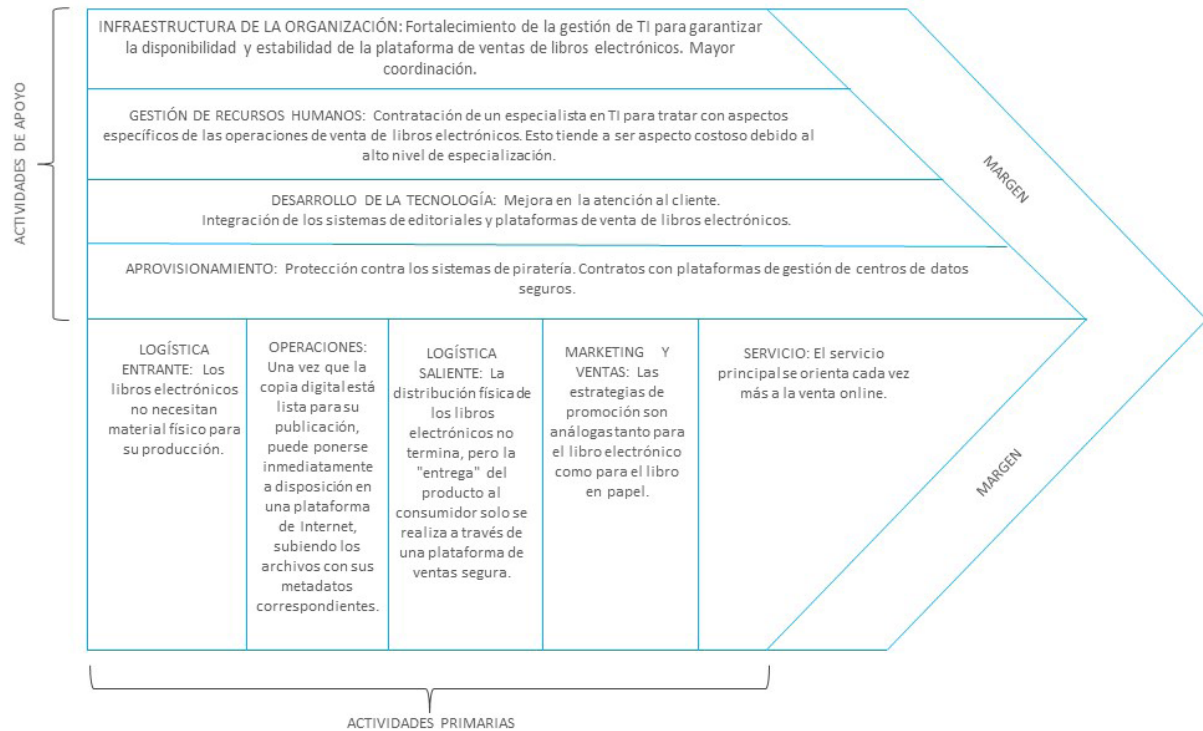 INFRAESTRUCTURA DE LA ORGANIZACIÓN: Fortalecimiento de la gestión de TI para garantizar
la disponibilidad y estabilidad de la plataforma de ventas de libros electrónicos. Mayor
coordinación.
ACTIVIDADES DE APOYO
GESTIÓN DE RECURSOS HUMANOS: Contratación de un especialista en TI para tratar con aspectos
específicos de las operaciones de venta de libros electrónicos. Esto tiende a ser aspecto costoso debido al
alto nivel de especialización.
MARGEN
DESARROLLO DE LA TECNOLOGÍA: Mejora en la atención al cliente.
Integración de los sistemas de editoriales y plataformas de venta de libros electrónicos.
APROVISIONAMIENTO: Protección contra los sistemas de piratería. Contratos con plataformas de gestión de centros de datos
seguros.
LOGÍSTICA
ENTRANTE: Los
libros electrónicos
no necesitan
material físico para
su producción.
OPERACIONES:
Una vez que la
copia digital está
lista para su
publicación,
puede ponerse
inmediatamente
a disposición en
una plataforma
de Internet,
subiendo los
archivos con sus
metadatos
correspondientes.
LOGÍSTICA
SALIENTE: La
distribución física de
los libros
electrónicos no
termina, pero la
"entrega" del
producto al
consumidor solo se
realiza a través de
una plataforma de
ventas segura.
MARKETING Y
VENTAS: Las
estrategias de
promoción son
análogas tanto para
el libro electrónico
como para el libro
en papel.
SERVICIO: El servicio
principal se orienta cada vez
más a la venta online.
MARGEN
ACTIVIDADES PRIMARIAS